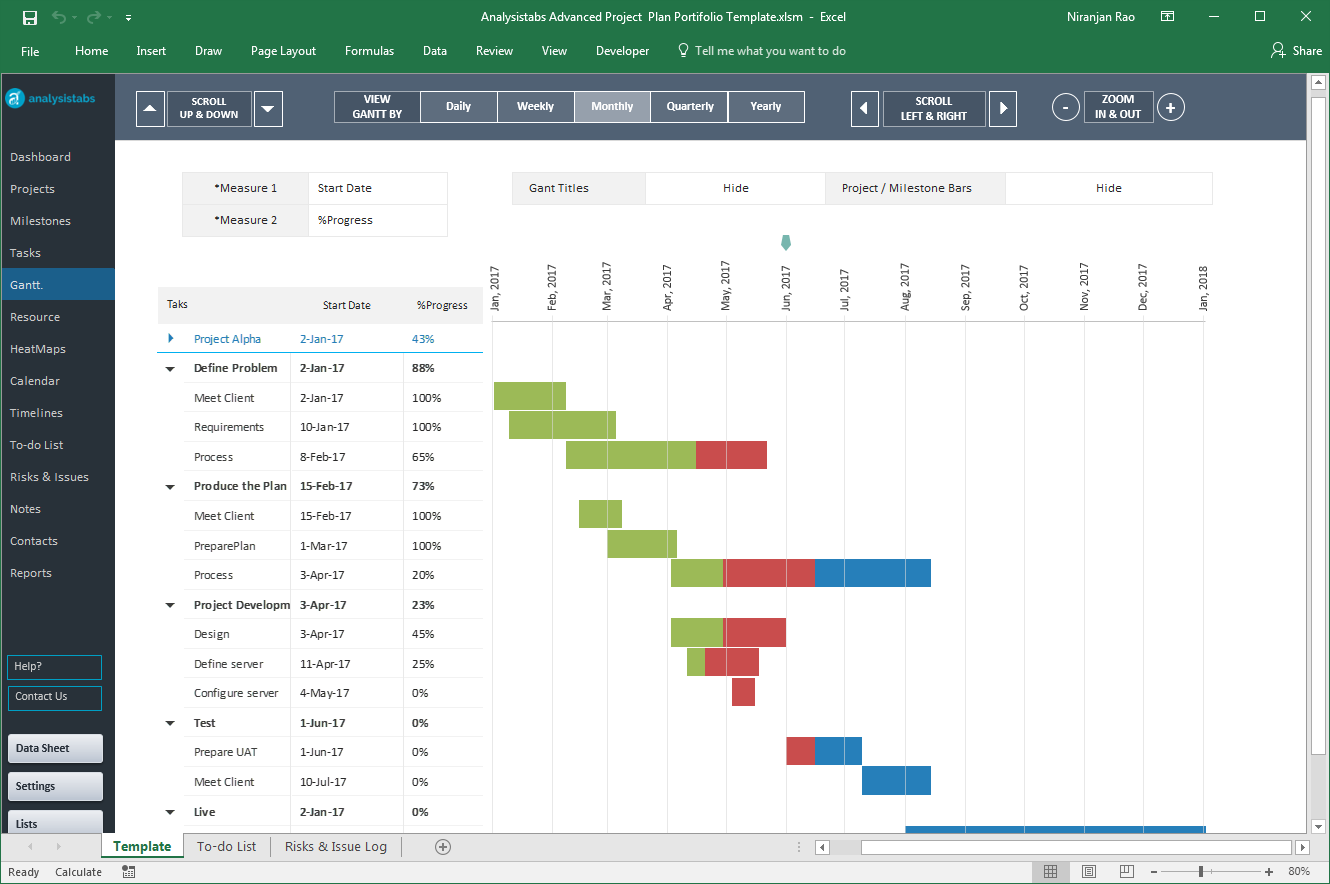 Analysistabs Advanced Project Plan Portifolio Template.xlsm - Excel
Niranjan Rao
File Home Insert Draw Page Layout Formulas Data Review View Developer Tell me what you want to do Share
analysistabs
SCROLL
UP & DOWN
VIEW
GANTT BY
Daily Weekly Monthly Quarterly Yearly
SCROLL
LEFT & RIGHT
-
ZOOM
IN & OUT
+
Dashboard
Projects
Milestones
Tasks
Gantt.
Resource
HeatMaps
Calendar
Timelines
To-do List
Risks & Issues
Notes
Contacts
Reports
Help?
Contact Us
Data Sheet
Settings
Lists
*Measure 1 Start Date
*Measure 2 %Progress
Gant Titles Hide Project / Milestone Bars Hide
Jan, 2017
Feb, 2017
Mar, 2017
Apr, 2017
May, 2017
Jun, 2017
Jul, 2017
Aug, 2017
Sep, 2017
Oct, 2017
Nov, 2017
Dec, 2017
Jan, 2018
Taks Start Date %Progress
Project Alpha 2-Jan-17 43%
Define Problem 2-Jan-17 88%
Meet Client 2-Jan-17 100%
Requirements 10-Jan-17 100%
Process 8-Feb-17 65%
Produce the Plan 15-Feb-17 73%
Meet Client 15-Feb-17 100%
PreparePlan 1-Mar-17 100%
Process 3-Apr-17 20%
Project Developm 3-Apr-17 23%
Design 3-Apr-17 45%
Define server 11-Apr-17 25%
Configure server 4-May-17 0%
Test 1-Jun-17 0%
Prepare UAT 1-Jun-17 0%
Meet Client 10-Jul-17 0%
Live 2-Jan-17 0%
Template To-do List Risks & Issue Log
Ready Calculate
80%